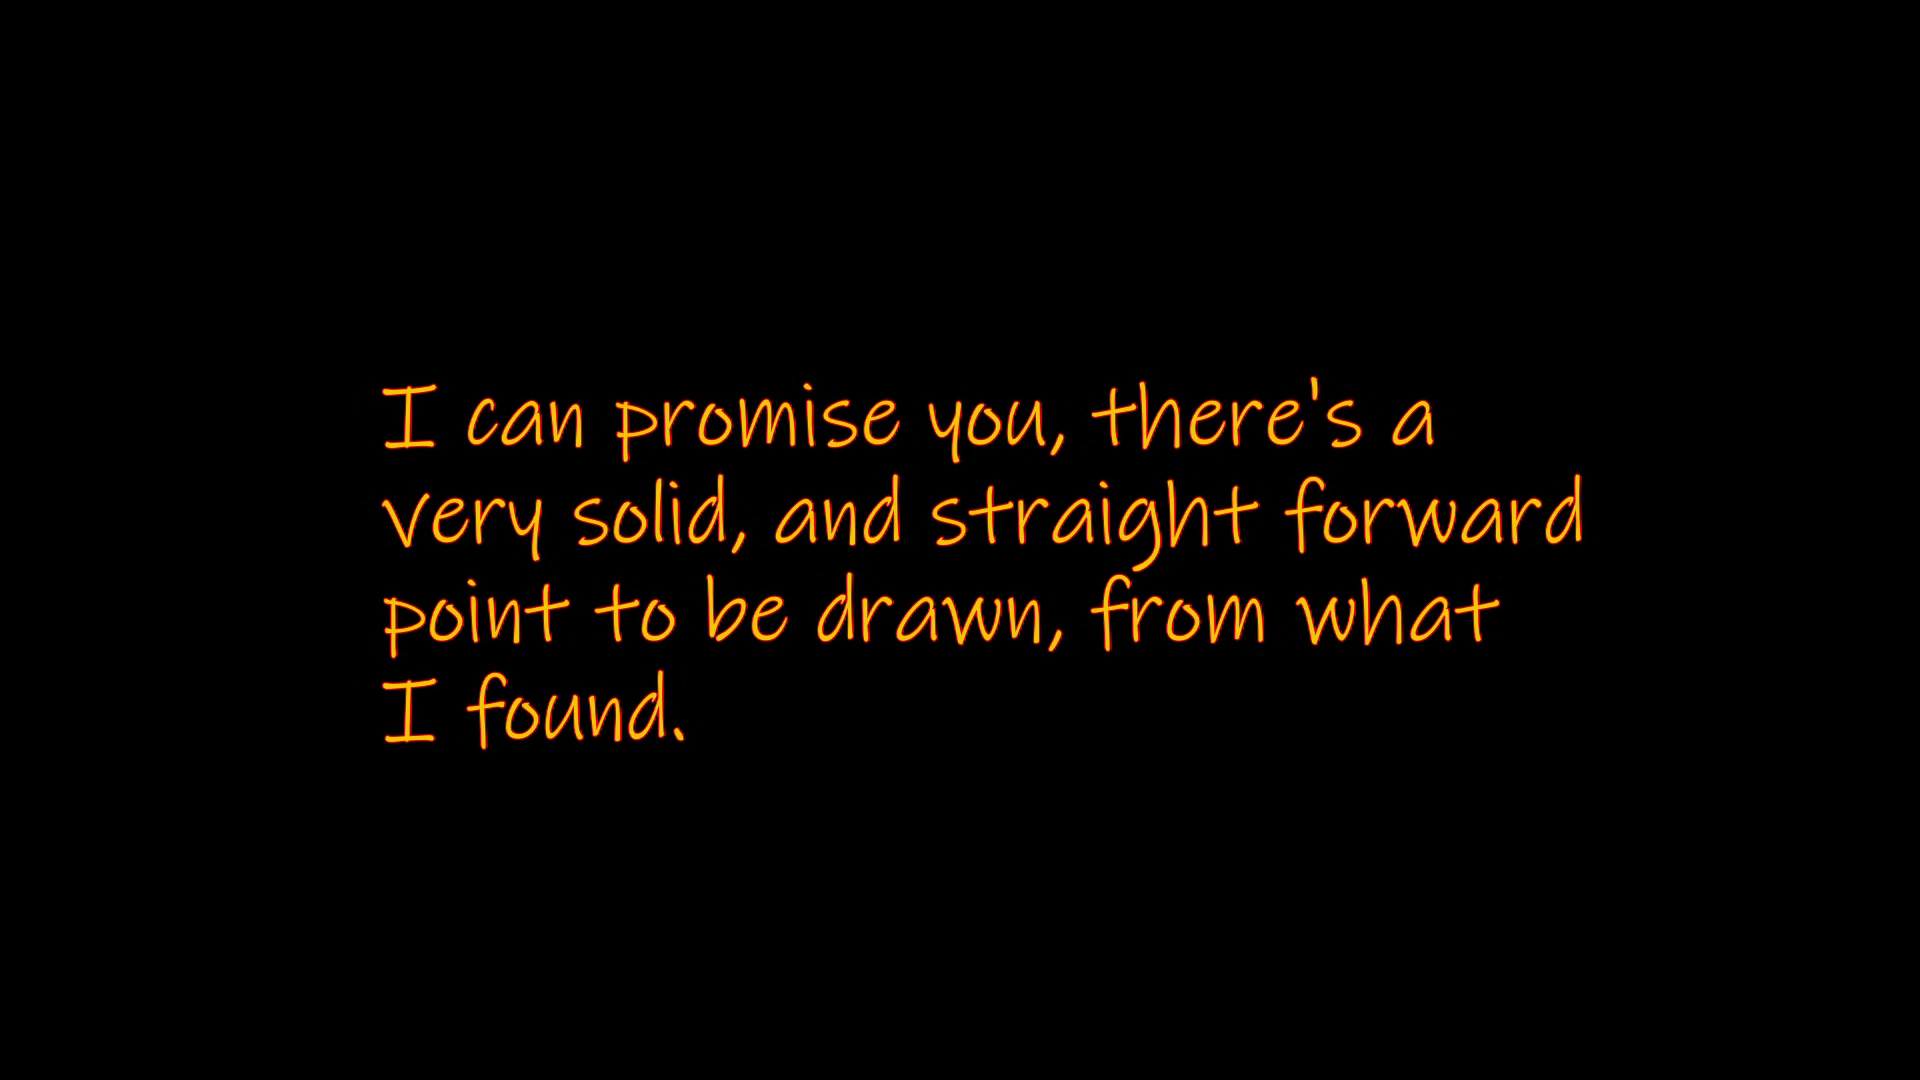 I can promise you, there's a
very solid, and straight forward
point to be drawn, from what
I found.